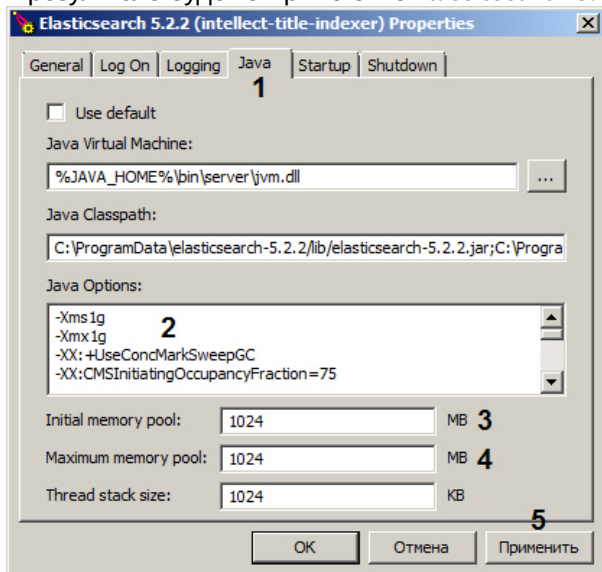 Elasticsearch 5.2.2 (intellect-title-indexer) Properties
General Log On Logging Java Startup Shutdown
1
Use default
Java Virtual Machine:
%JAVA_HOME%\bin\server\jvm.dll ...
Java Classpath:
C:\ProgramData\elasticsearch-5.2.2/lib/elasticsearch-5.2.2.jar;C:\Progra
Java Options:
-Xms1g
-Xmx1g 2
-XX:+UseConcMarkSweepGC
-XX:CMSInitiatingOccupancyFraction=75
Initial memory pool: 1024 MB 3
Maximum memory pool: 1024 MB 4
Thread stack size: 1024 KB
5
OK Отмена Применить